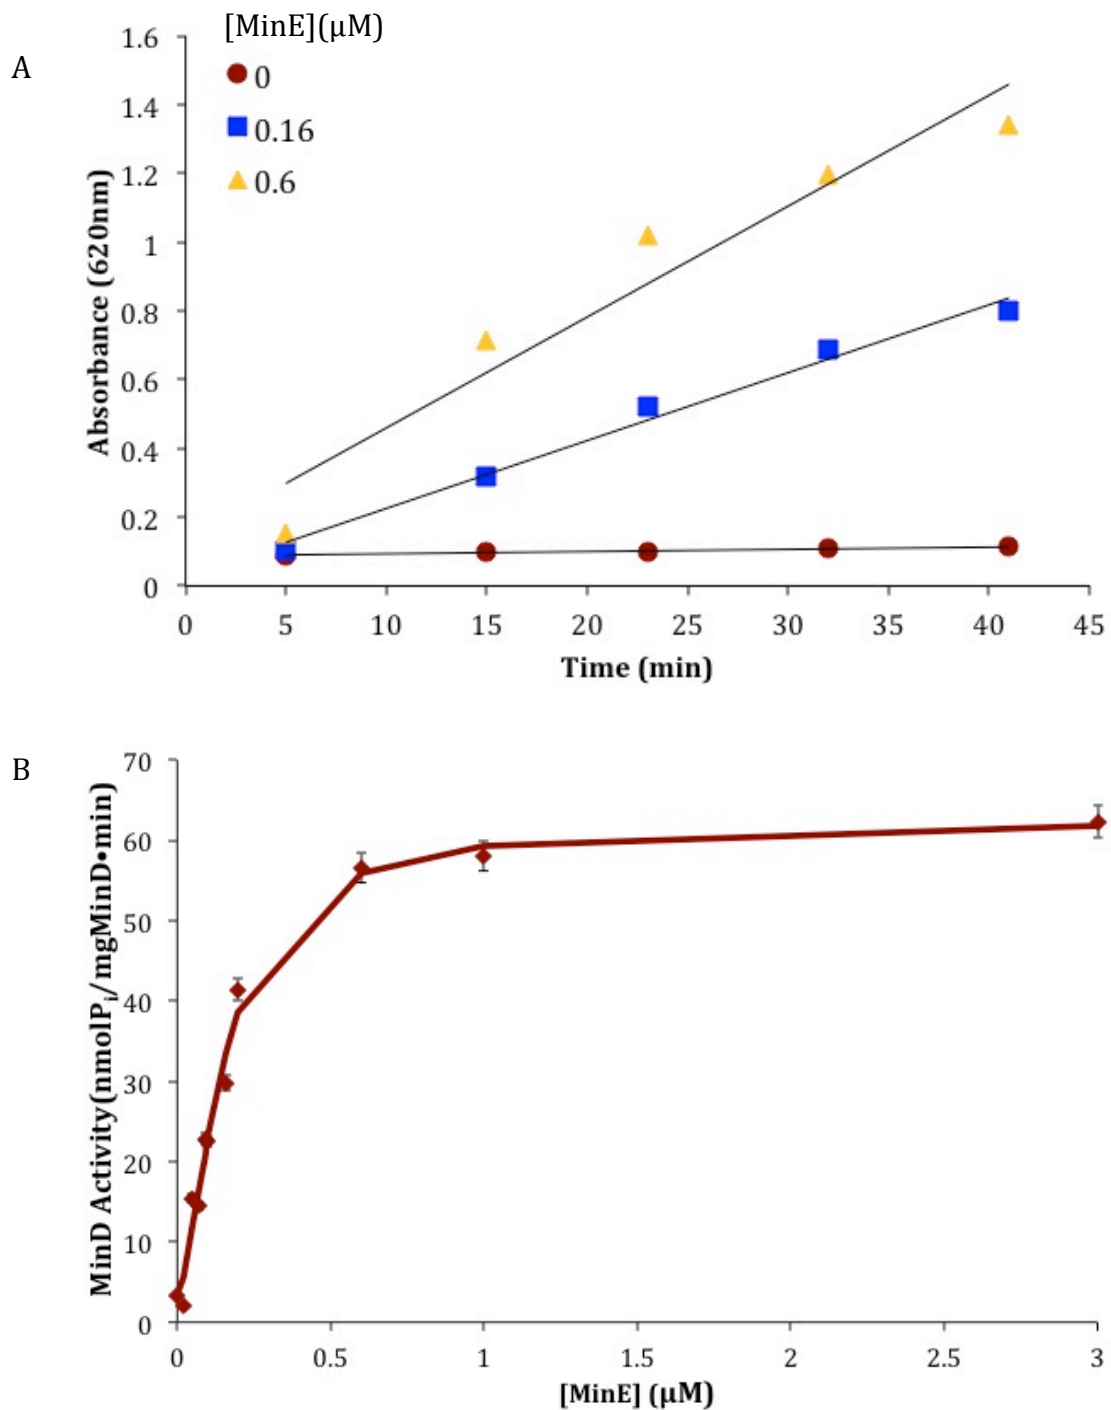 A
[MinE](µM)
0
0.16
0.6
1.6
1.4
1.2
1
0.8
0.6
0.4
0.2
0
Absorbance (620nm)
0 5 10 15 20 25 30 35 40 45
Time (min)
B
70
60
50
40
30
20
10
0
MinD Activity(nmolPi/mgMinD•min)
0 0.5 1 1.5 2 2.5 3
[MinE] (µM)